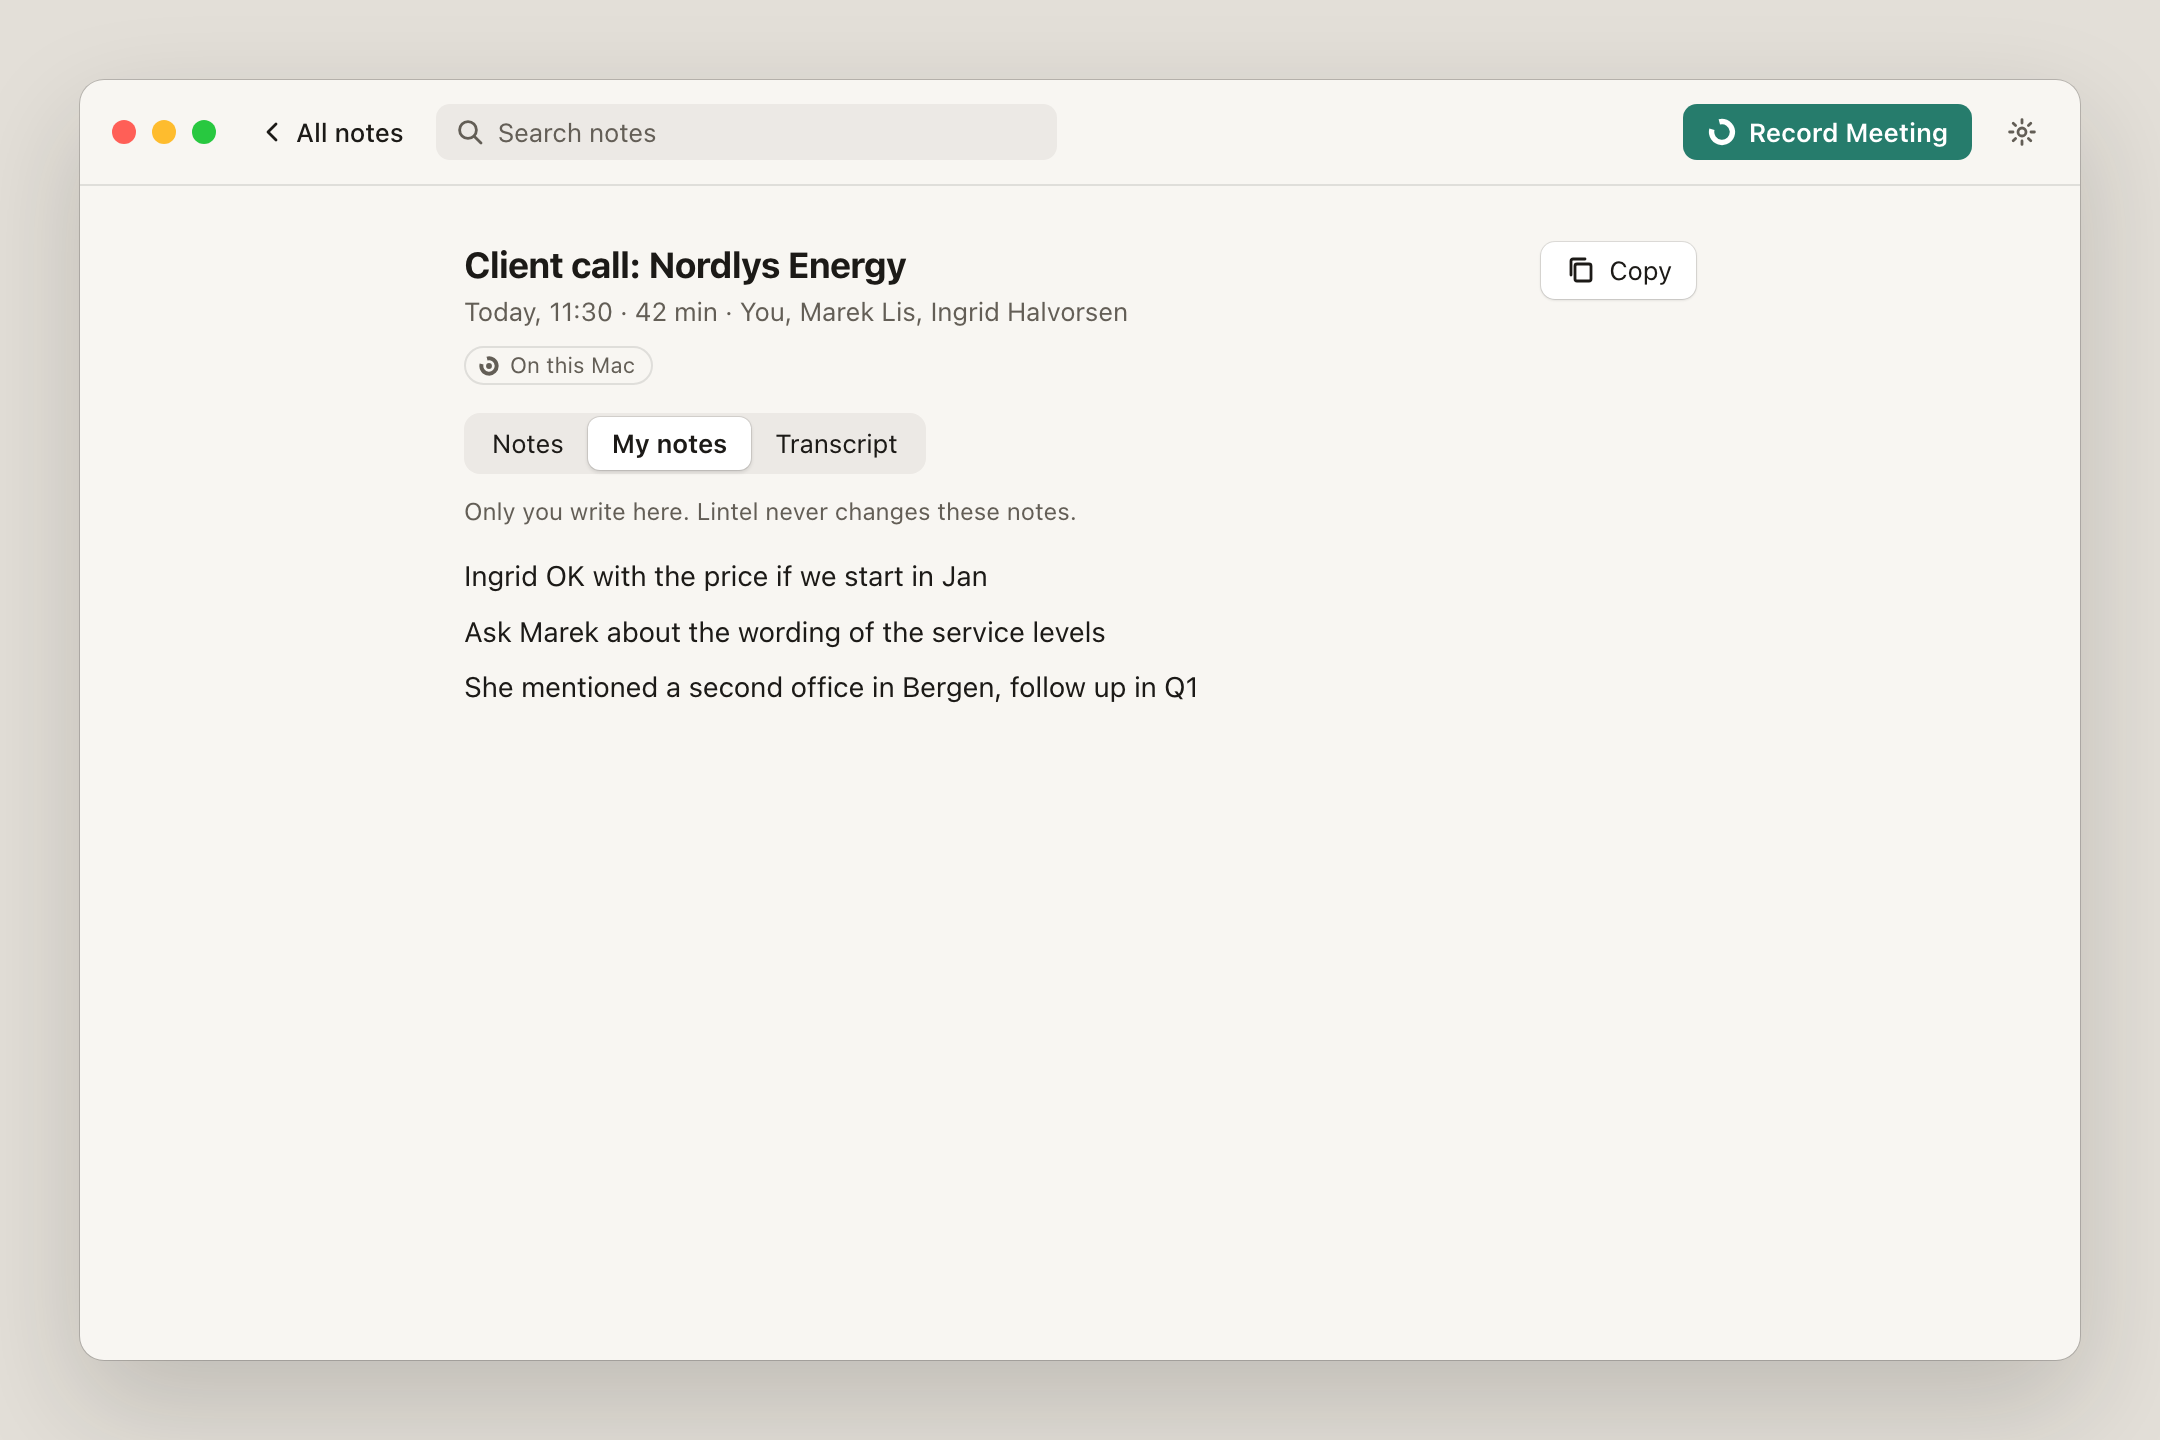 All notes
Search notes
Record Meeting
Client call: Nordlys Energy
Copy
Today, 11:30 · 42 min · You, Marek Lis, Ingrid Halvorsen
On this Mac
Notes My notes Transcript
Only you write here. Lintel never changes these notes.
Ingrid OK with the price if we start in Jan
Ask Marek about the wording of the service levels
She mentioned a second office in Bergen, follow up in Q1